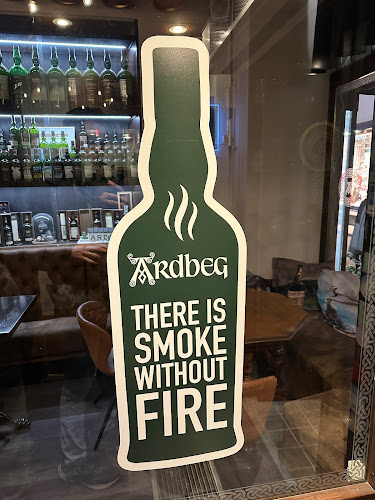 ARDBEG
THERE IS
SMOKE
WITHOUT
FIRE